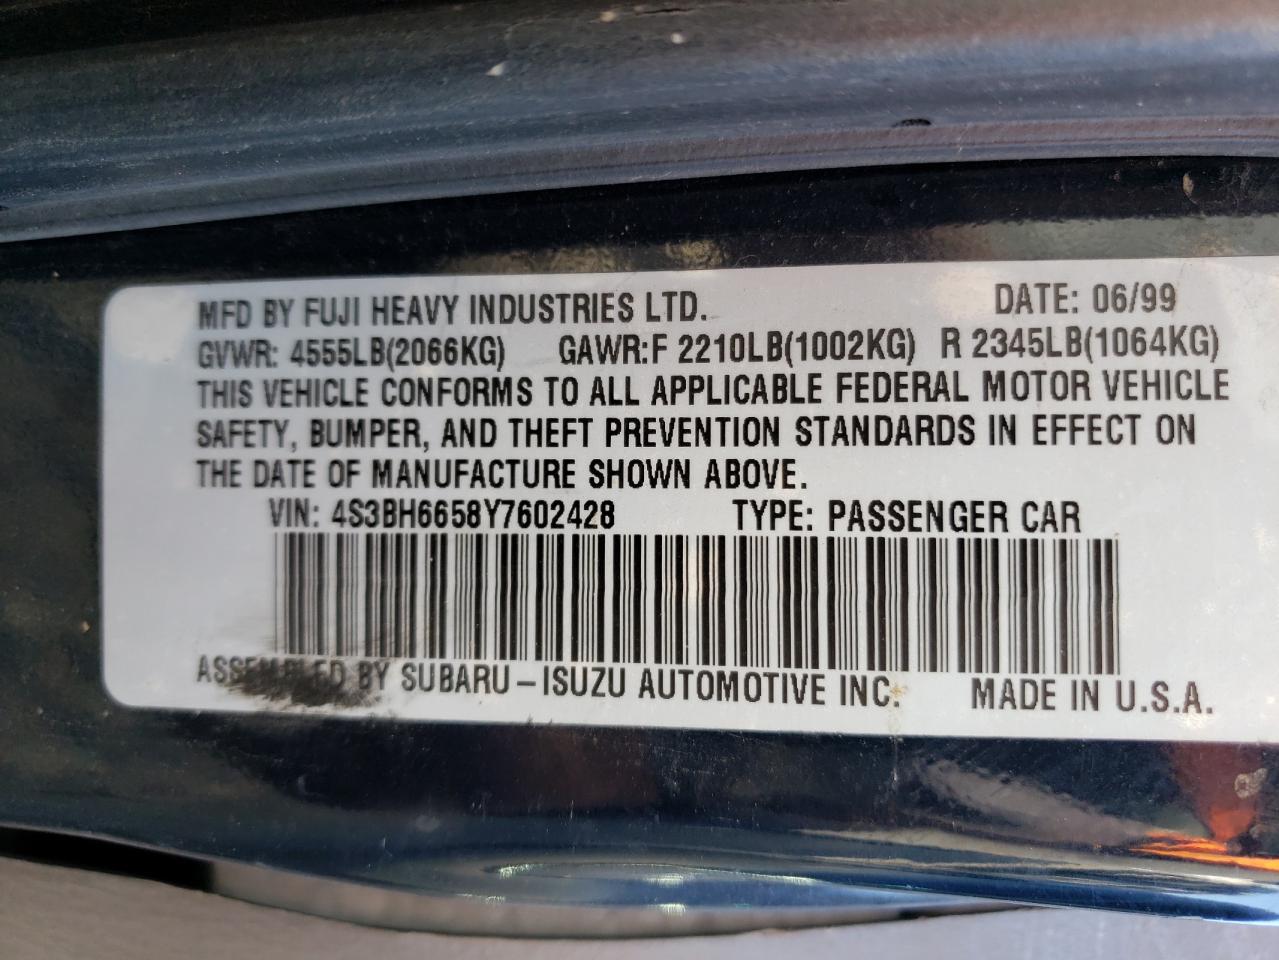 MFD BY FUJI HEAVY INDUSTRIES LTD. DATE: 06/99
GVWR: 4555LB(2066KG) GAWR:F 2210LB(1002KG) R 2345LB(1064KG)
THIS VEHICLE CONFORMS TO ALL APPLICABLE FEDERAL MOTOR VEHICLE
SAFETY, BUMPER, AND THEFT PREVENTION STANDARDS IN EFFECT ON
THE DATE OF MANUFACTURE SHOWN ABOVE.
VIN: 4S3BH6658Y7602428 TYPE: PASSENGER CAR
ASSEMBLED BY SUBARU-ISUZU AUTOMOTIVE INC. MADE IN U.S.A.